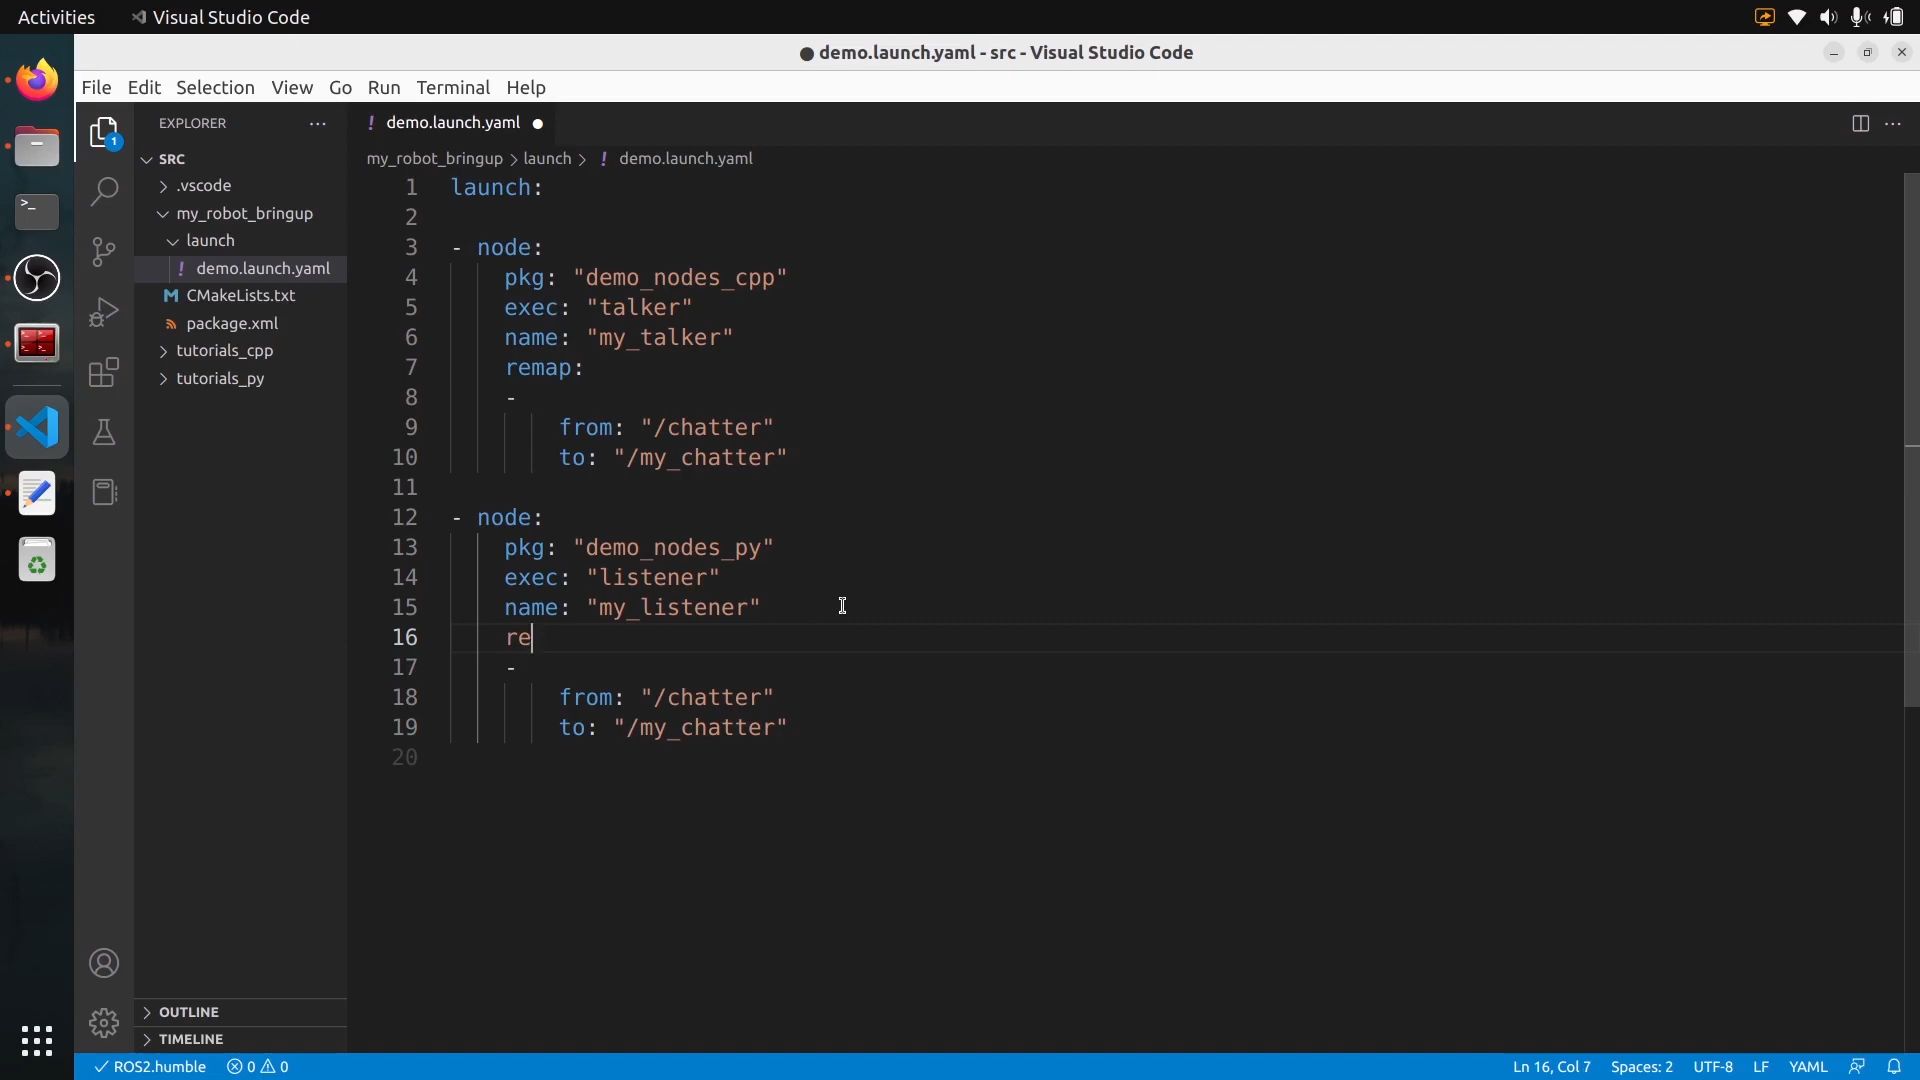 Activities Visual Studio Code
demo.launch.yaml - src - Visual Studio Code
File Edit Selection View Go Run Terminal Help
EXPLORER
SRC
.vscode
my_robot_bringup
launch
! demo.launch.yaml
M CMakeLists.txt
package.xml
tutorials_cpp
tutorials_py
OUTLINE
TIMELINE
1
! demo.launch.yaml
my_robot_bringup > launch > ! demo.launch.yaml
1 launch:
2
3 - node:
4 pkg: "demo_nodes_cpp"
5 exec: "talker"
6 name: "my_talker"
7 remap:
8 -
9 from: "/chatter"
10 to: "/my_chatter"
11
12 - node:
13 pkg: "demo_nodes_py"
14 exec: "listener"
15 name: "my_listener"
16 re
17 -
18 from: "/chatter"
19 to: "/my_chatter"
20
ROS2.humble 0 0 Ln 16, Col 7 Spaces: 2 UTF-8 LF YAML